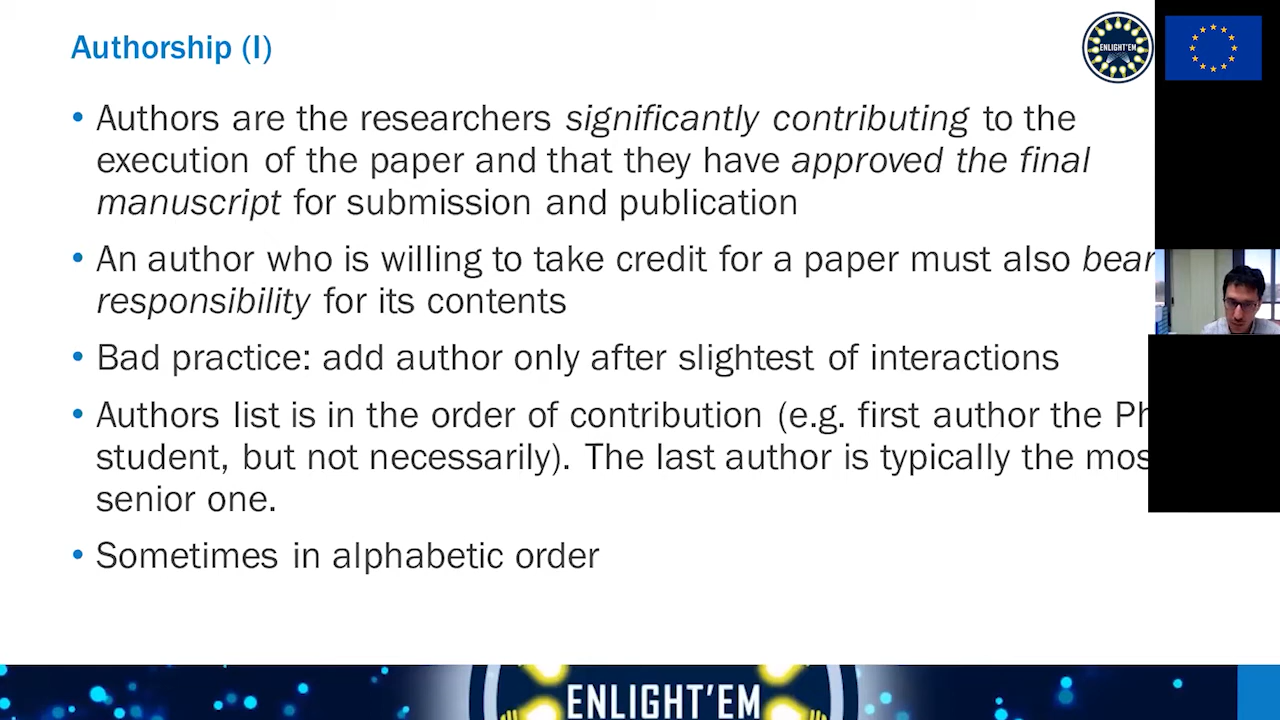 Authorship (I)
ENLIGHT'EM
• Authors are the researchers significantly contributing to the
execution of the paper and that they have approved the final
manuscript for submission and publication
• An author who is willing to take credit for a paper must also bear
responsibility for its contents
• Bad practice: add author only after slightest of interactions
• Authors list is in the order of contribution (e.g. first author the
student, but not necessarily). The last author is typically the
senior one.
• Sometimes in alphabetic order
ENLIGHT'EM